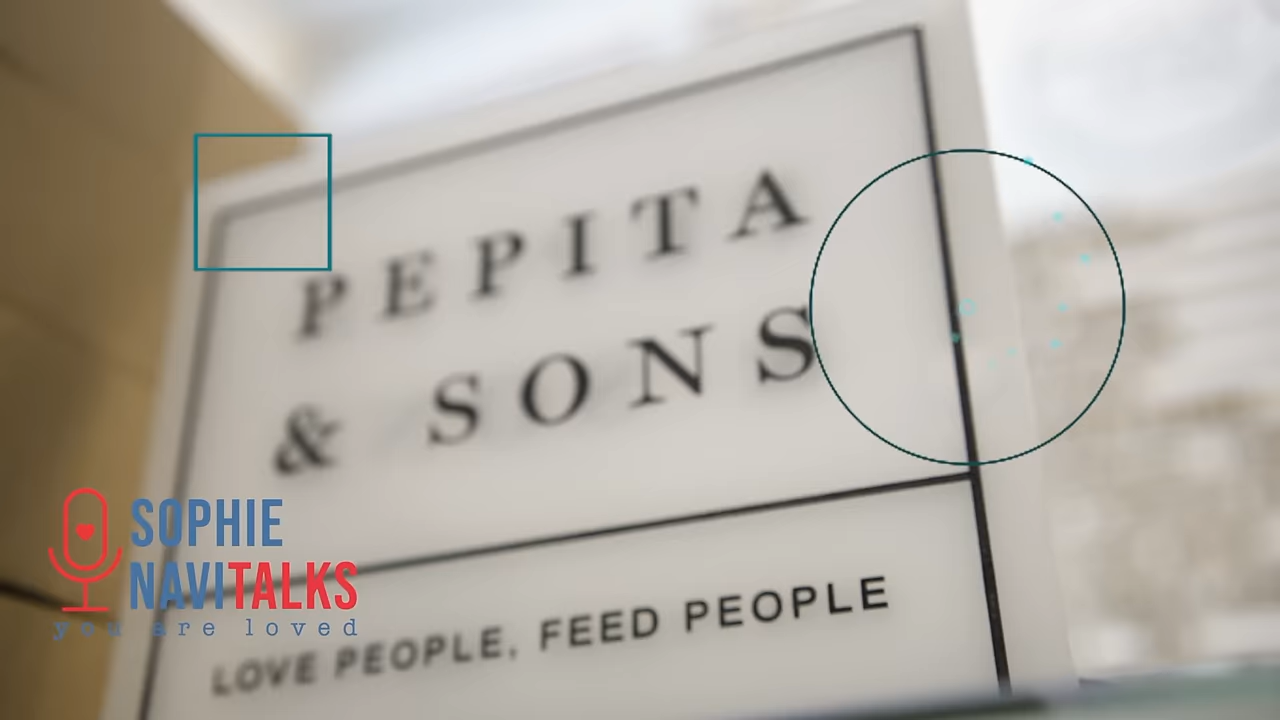 PEPITA
& SONS
LOVE PEOPLE, FEED PEOPLE
SOPHIE
NAVITALKS
you are loved